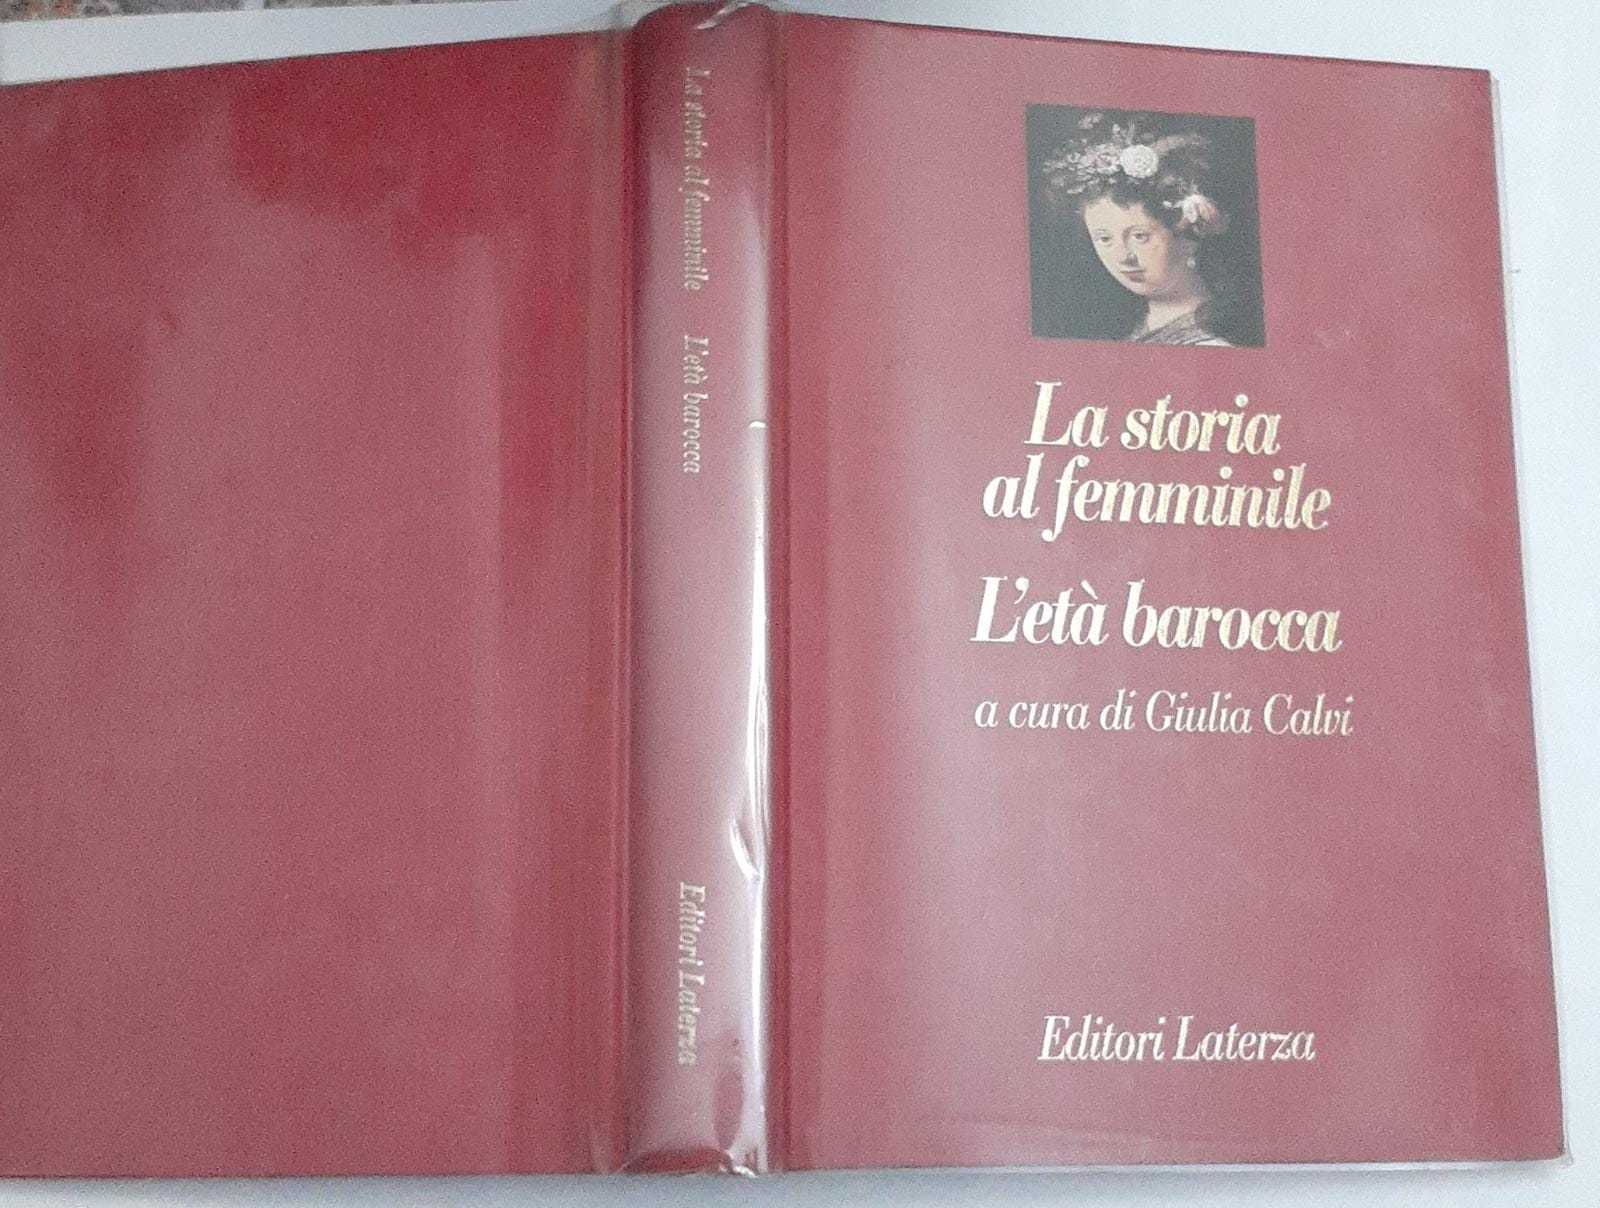 La storia al femminile L'età barocca
Editori Laterza
La storia
al femminile
L'età barocca
a cura di Giulia Calvi
Editori Laterza